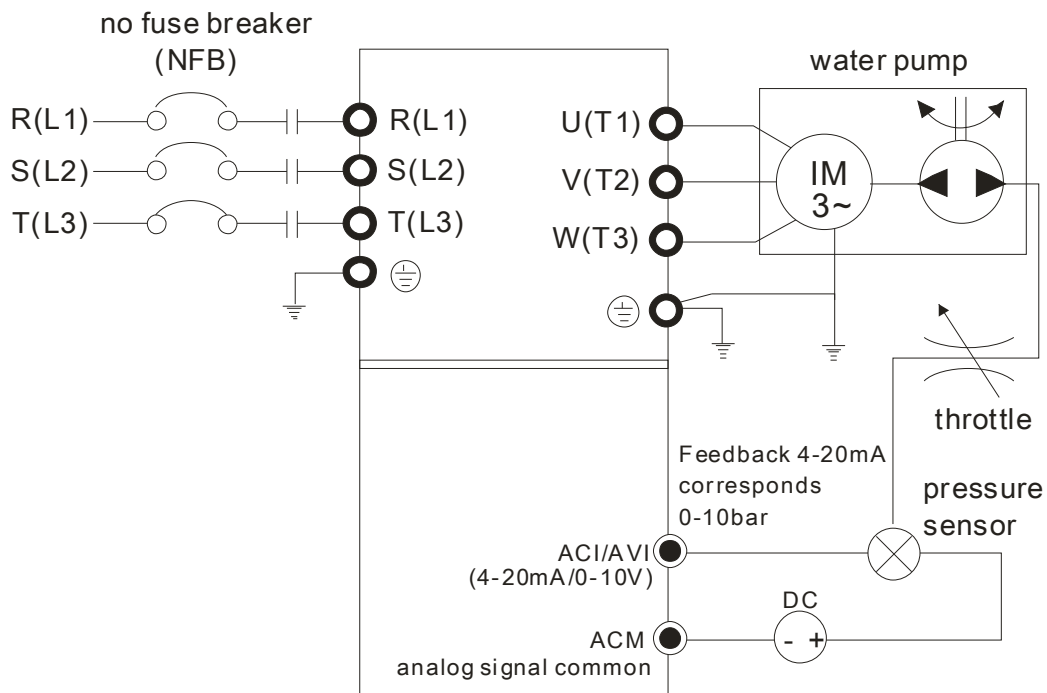 no fuse breaker
(NFB)
water pump
R(L1)
R(L1)
U(T1)
S(L2)
S(L2)
V(T2)
IM
3~
T(L3)
T(L3)
W(T3)
throttle
Feedback 4-20mA
corresponds
0-10bar
pressure
sensor
ACI/AVI
(4-20mA/0-10V)
DC
- +
ACM
analog signal common